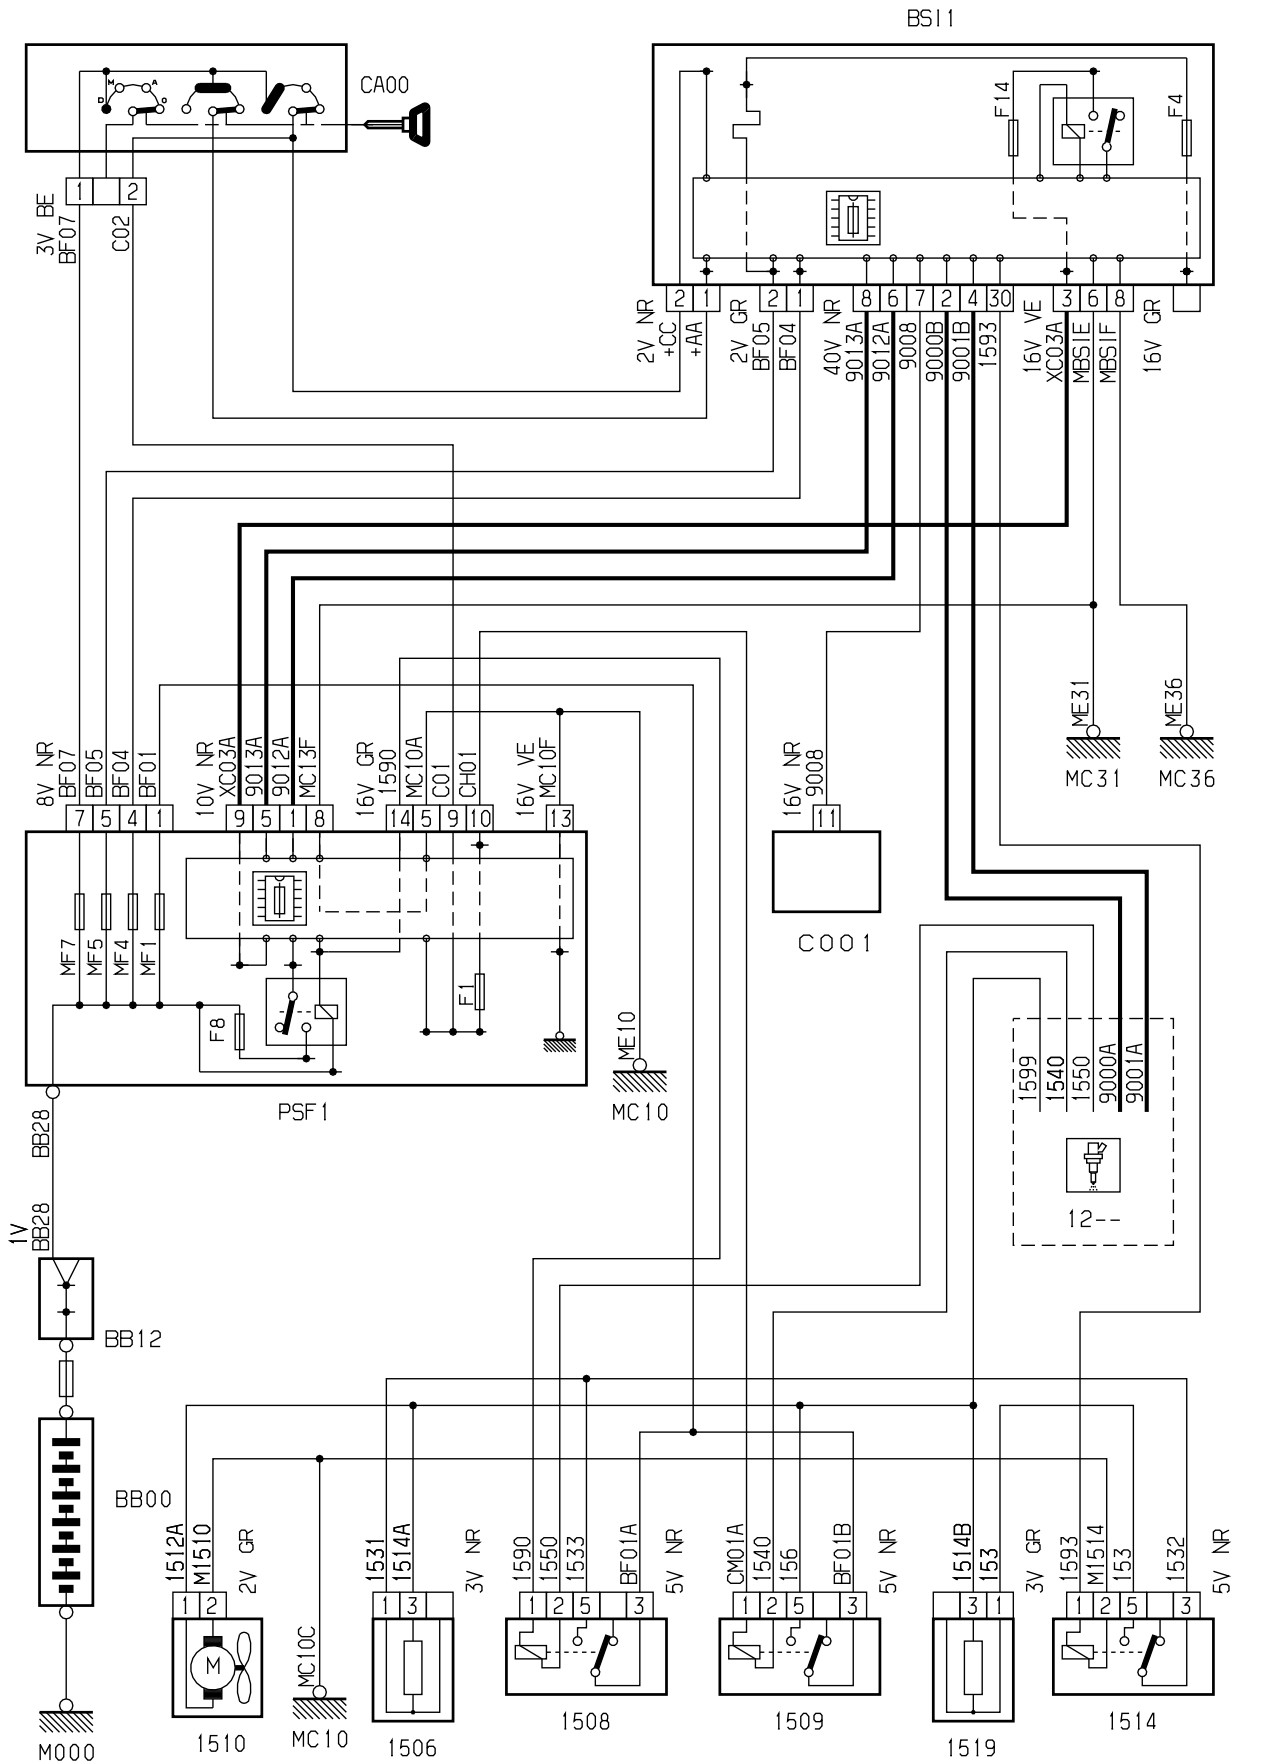 BSI1
CA00
M
A
D
0
F14
F4
1
2
3V BE
BF07
C02
2
1
2
1
8
6
7
2
4
30
3
6
8
2V NR
+CC
+AA
2V GR
BF05
BF04
40V NR
9013A
9012A
9008
9000B
9001B
1593
16V VE
XC03A
MBSIE
MBSIF
16V GR
ME31
ME36
MC31
MC36
8V NR
BF07
BF05
BF04
BF01
10V NR
XC03A
9013A
9012A
MC13F
16V GR
1590
MC10A
C01
CH01
16V VE
MC10F
16V NR
9008
7
5
4
1
9
5
1
8
14
5
9
10
13
11
C001
MF7
MF5
MF4
MF1
F8
F1
PSF1
ME10
MC10
1599
1540
1550
9000A
9001A
12--
BB28
1V
BB28
BB12
BB00
M000
1512A
M1510
2V GR
MC10C
1531
1514A
3V NR
1590
1550
1533
BF01A
5V NR
CM01A
1540
156
BF01B
5V NR
1514B
153
3V GR
1593
M1514
153
1532
5V NR
1
2
1
3
1
2
5
3
1
2
5
3
3
1
1
2
5
3
M
1510
MC10
1506
1508
1509
1519
1514